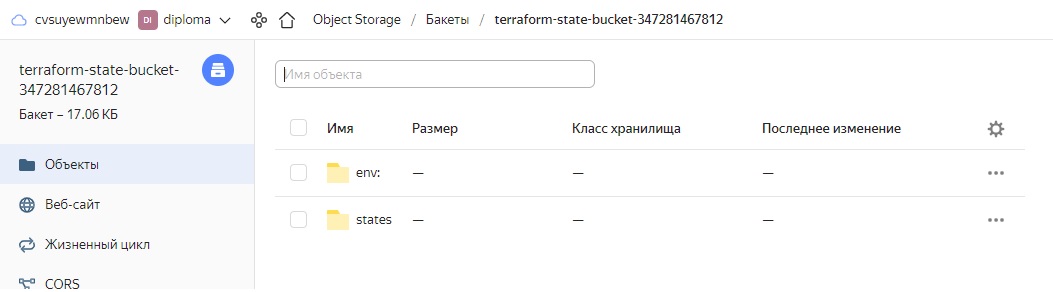 cvsuyewmnbew DI diploma Object Storage / Бакеты / terraform-state-bucket-347281467812
terraform-state-bucket-
347281467812
Бакет – 17.06 КБ
Объекты
Веб-сайт
Жизненный цикл
CORS
Имя объекта
Имя Размер Класс хранилища Последнее изменение
env: — — —
states — — —